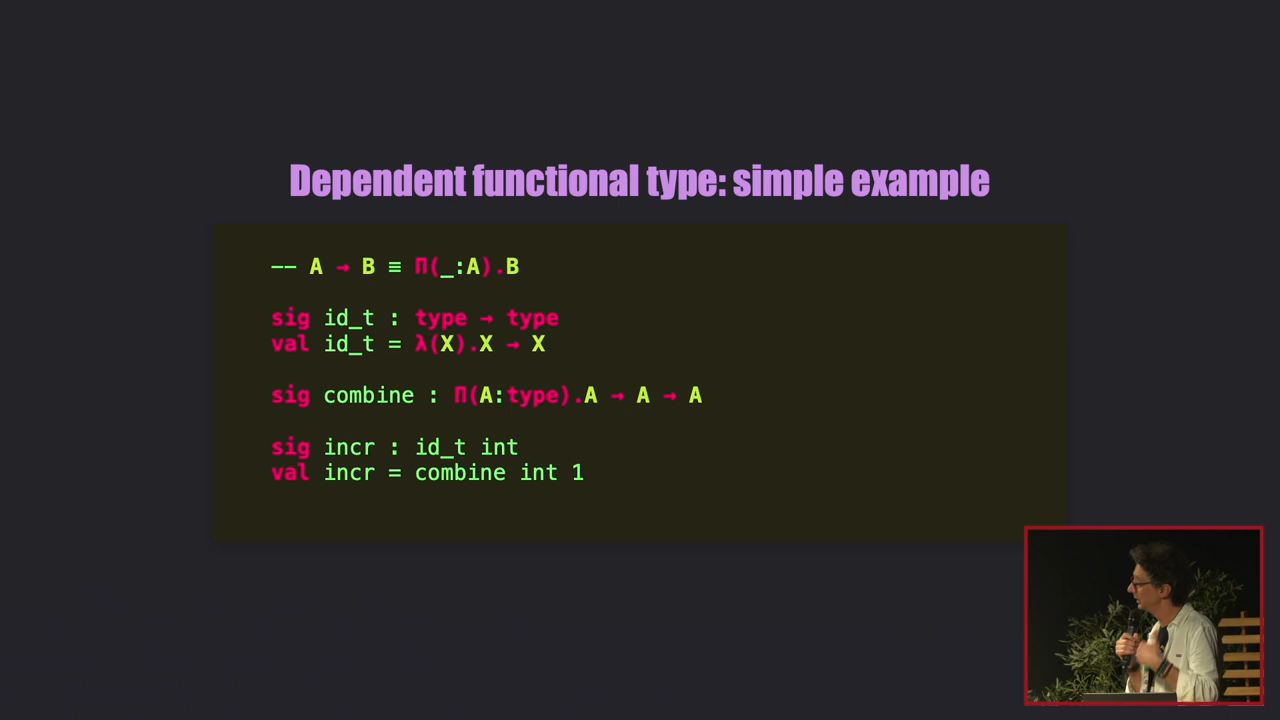 Dependent functional type: simple example
-- A → B ≡ Π(_:A).B
sig id_t : type → type
val id_t = λ(X).X → X
sig combine : Π(A:type).A → A → A
sig incr : id_t int
val incr = combine int 1